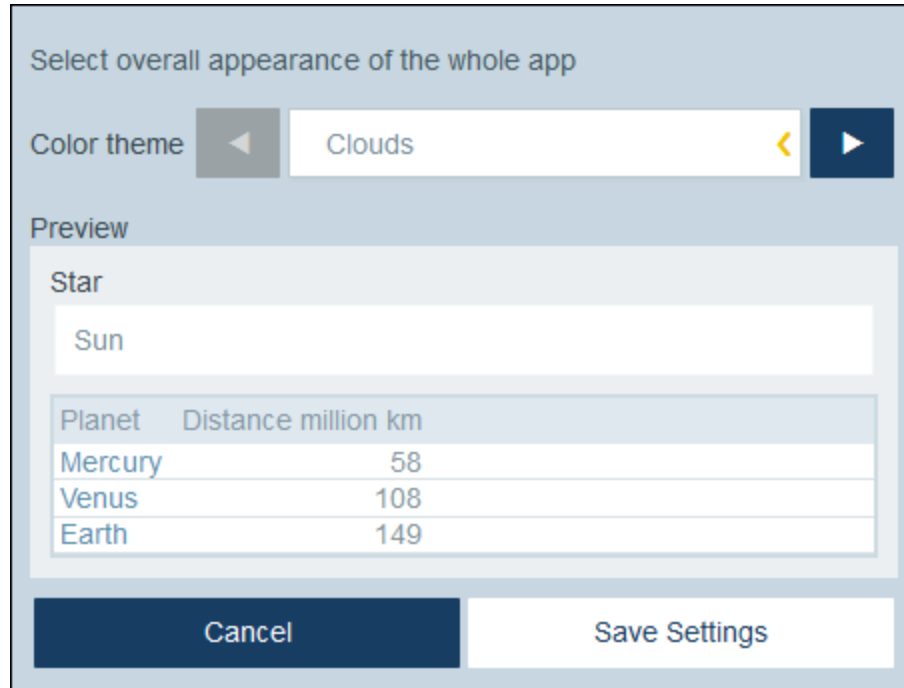 Select overall appearance of the whole app
Color theme Clouds
Preview
Star
Sun
Planet Distance million km
Mercury 58
Venus 108
Earth 149
Cancel Save Settings